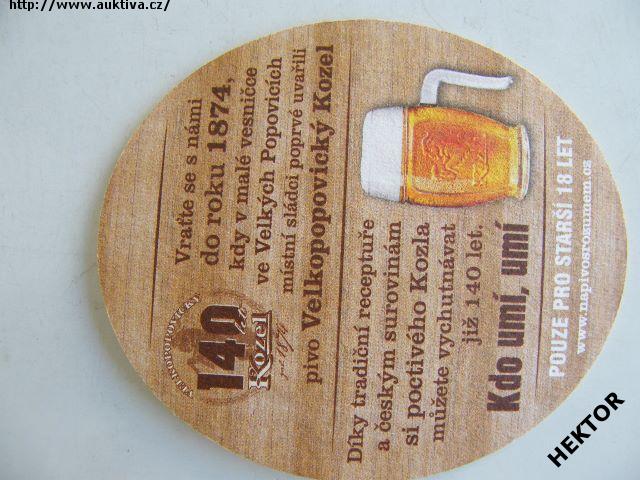 http://www.auktiva.cz/
Vraťte se s námi
do roku 1874,
kdy v malé vesničce
ve Velkých Popovicích
místní sládci poprvé uvařili
pivo Velkopopovický Kozel
VELKOPOPOVICKÝ
140 let
Kozel
Díky tradiční receptuře
a českým surovinám
si poctivého Kozla
můžete vychutnávat
již 140 let.
Kdo umí, umí
POUZE PRO STARŠÍ 18 LET
www.napivosrozumem.cz
HEKTOR